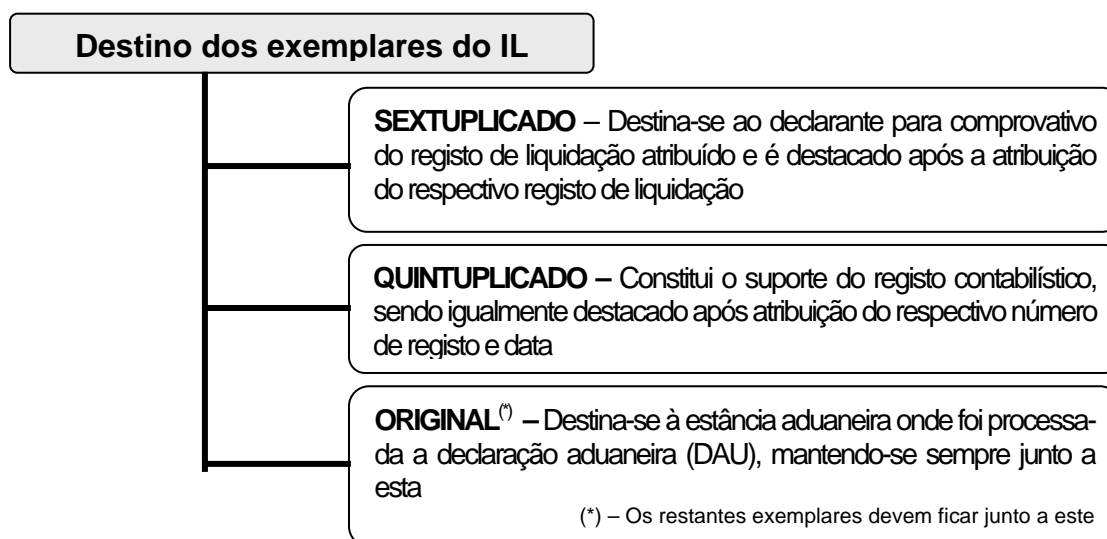 Destino dos exemplares do IL
SEXTUPLICADO – Destina-se ao declarante para comprovativo
do registo de liquidação atribuído e é destacado após a atribuição
do respectivo registo de liquidação
QUINTUPLICADO – Constitui o suporte do registo contabilístico,
sendo igualmente destacado após atribuição do respectivo número
de registo e data
ORIGINAL(*) – Destina-se à estância aduaneira onde foi processa-
da a declaração aduaneira (DAU), mantendo-se sempre junto a
esta
(*) – Os restantes exemplares devem ficar junto a este